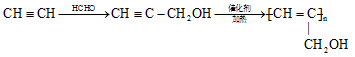 CH≡CH —HCHO→ CH≡C-CH₂OH —催化剂 加热→ [CH=C]ₙ
CH₂OH